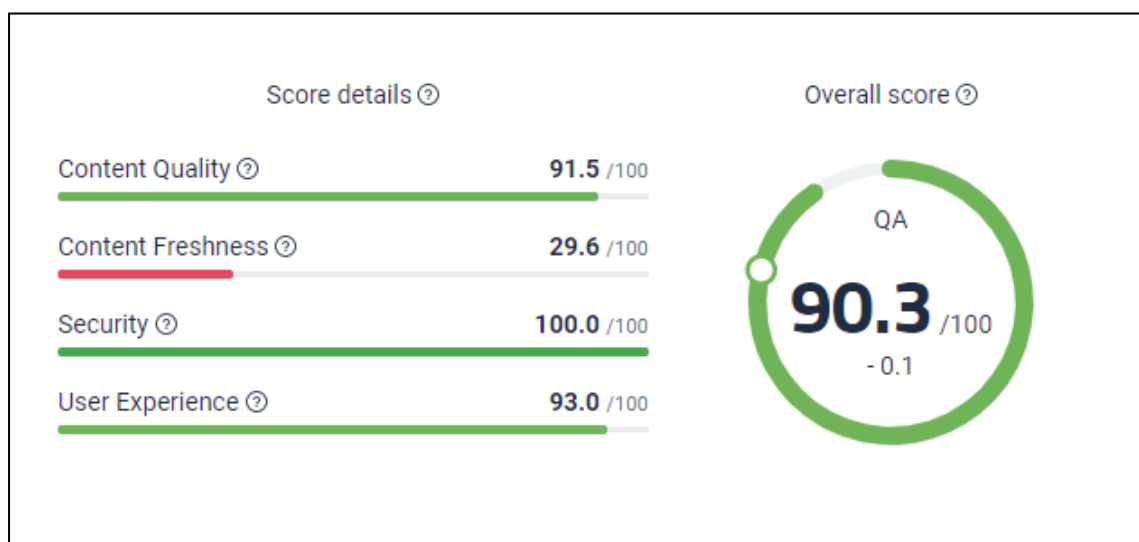 Score details ?
Content Quality ? 91.5 /100
Content Freshness ? 29.6 /100
Security ? 100.0 /100
User Experience ? 93.0 /100
Overall score ?
QA
90.3 /100
- 0.1